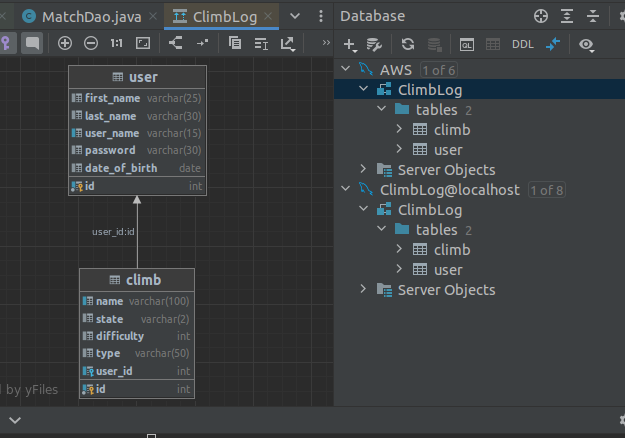 MatchDao.java
ClimbLog
Database
1:1
DDL
QL
user
first_name varchar(25)
last_name varchar(30)
user_name varchar(15)
password varchar(30)
date_of_birth date
id int
user_id:id
climb
name varchar(100)
state varchar(2)
difficulty int
type varchar(50)
user_id int
id int
d by yFiles
AWS 1 of 6
ClimbLog
tables 2
climb
user
Server Objects
ClimbLog@localhost 1 of 8
ClimbLog
tables 2
climb
user
Server Objects